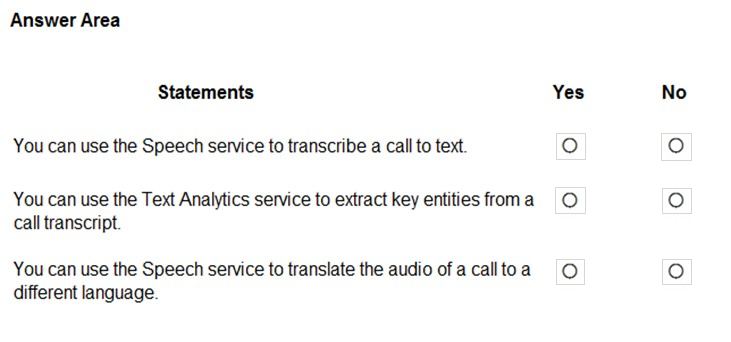 Answer Area
Statements Yes No
You can use the Speech service to transcribe a call to text.
You can use the Text Analytics service to extract key entities from a
call transcript.
You can use the Speech service to translate the audio of a call to a
different language.